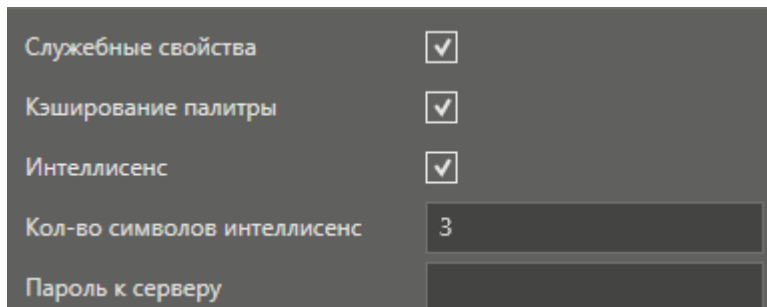 Служебные свойства
Кэширование палитры
Интеллисенс
Кол-во символов интеллисенс 3
Пароль к серверу